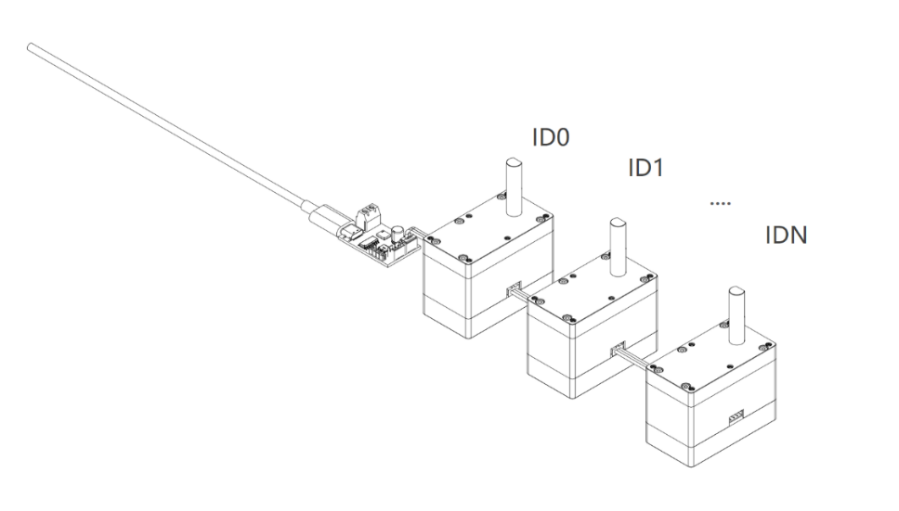 ID0
ID1
....
IDN